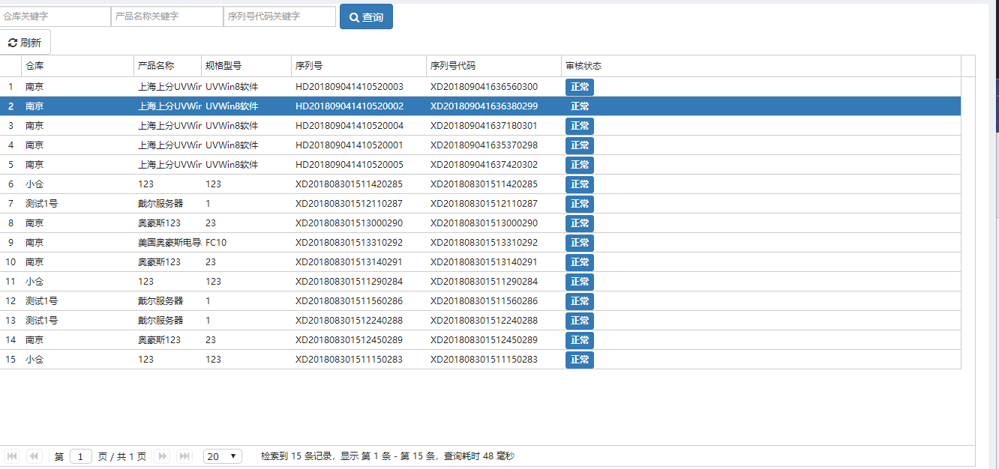 仓库关键字 产品名称关键字 序列号代码关键字 查询
刷新
仓库 产品名称 规格型号 序列号 序列号代码 审核状态
1 南京 上海上分UVWin UVWin8软件 HD201809041410520003 XD201809041636560300 正常
2 南京 上海上分UVWin UVWin8软件 HD201809041410520002 XD201809041636380299 正常
3 南京 上海上分UVWin UVWin8软件 HD201809041410520004 XD201809041637180301 正常
4 南京 上海上分UVWin UVWin8软件 HD201809041410520001 XD201809041635370298 正常
5 南京 上海上分UVWin UVWin8软件 HD201809041410520005 XD201809041637420302 正常
6 小仓 123 123 XD201808301511420285 XD201808301511420285 正常
7 测试1号 戴尔服务器 1 XD201808301512110287 XD201808301512110287 正常
8 南京 奥豪斯123 23 XD201808301513000290 XD201808301513000290 正常
9 南京 美国奥豪斯电导 FC10 XD201808301513310292 XD201808301513310292 正常
10 南京 奥豪斯123 23 XD201808301513140291 XD201808301513140291 正常
11 小仓 123 123 XD201808301511290284 XD201808301511290284 正常
12 测试1号 戴尔服务器 1 XD201808301511560286 XD201808301511560286 正常
13 测试1号 戴尔服务器 1 XD201808301512240288 XD201808301512240288 正常
14 南京 奥豪斯123 23 XD201808301512450289 XD201808301512450289 正常
15 小仓 123 123 XD201808301511150283 XD201808301511150283 正常
第 1 页 / 共 1 页 20 检索到 15 条记录，显示 第 1 条 - 第 15 条，查询耗时 48 毫秒